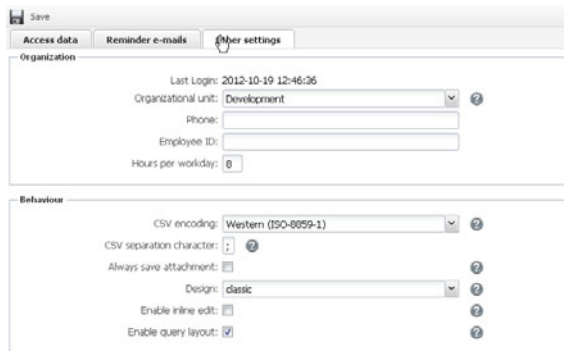 Save
Access data Reminder e-mails Other settings
Organization
Last Login: 2012-10-19 12:46:36
Organizational unit: Development
Phone:
Employee ID:
Hours per workday: 8
Behaviour
CSV encoding: Western (ISO-8859-1)
CSV separation character: ;
Always save attachment:
Design: classic
Enable inline edit:
Enable query layout: